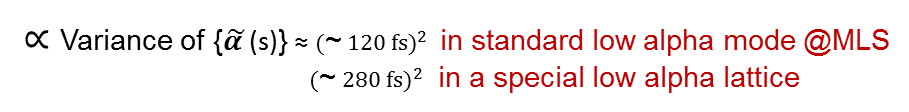 ∝ Variance of {α̃ (s)} ≈ (~ 120 fs)² in standard low alpha mode @MLS
(~ 280 fs)² in a special low alpha lattice